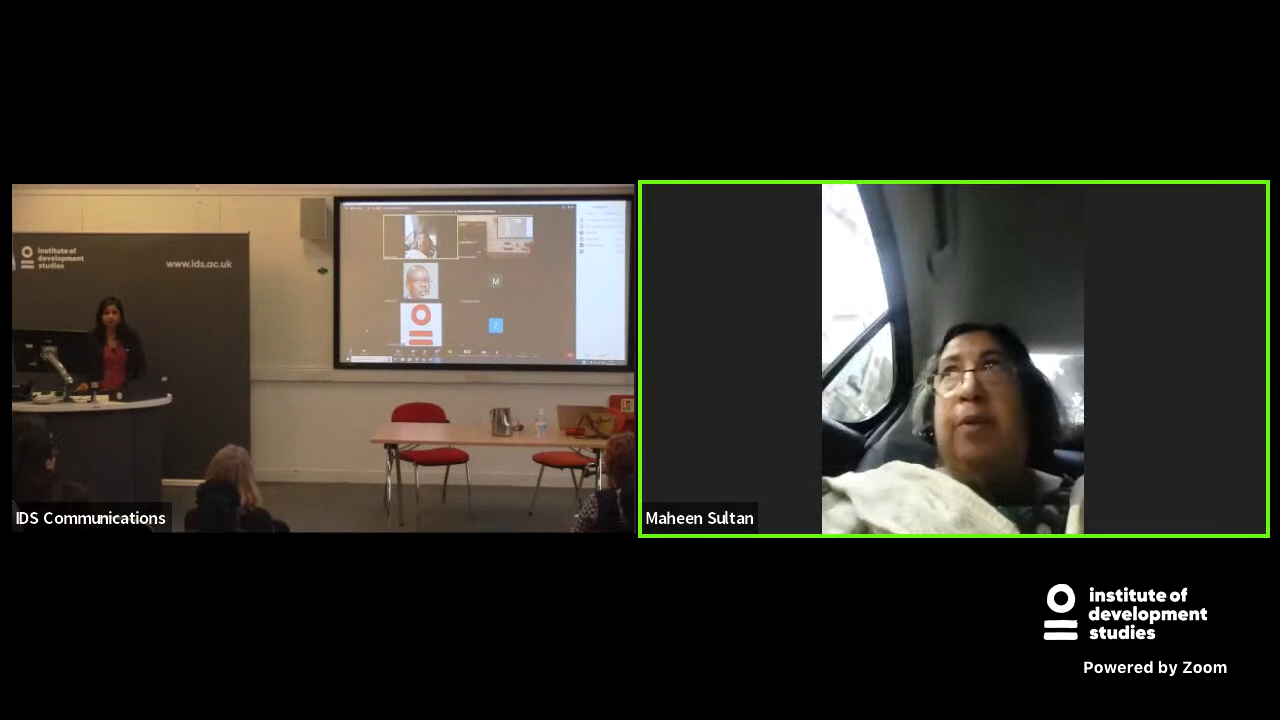 institute of
development
studies
www.ids.ac.uk
M
Z
IDS Communications
Maheen Sultan
institute of
development
studies
Powered by Zoom